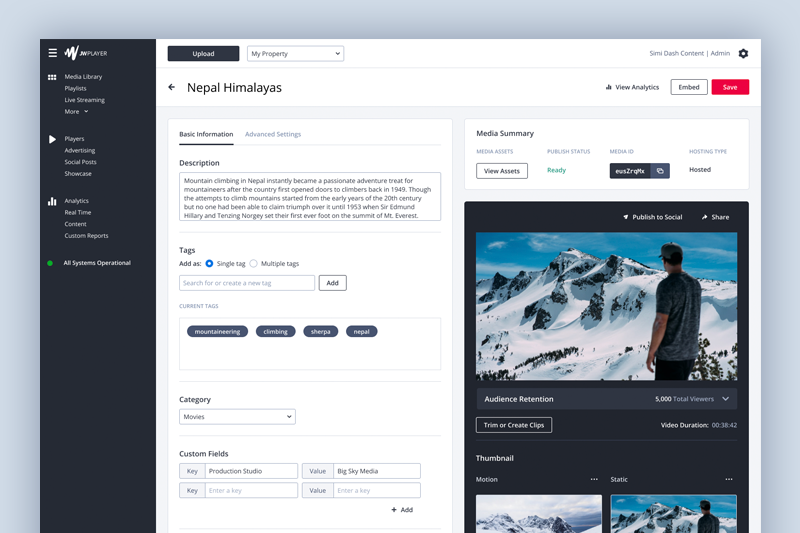 JWPLAYER
Media Library
Playlists
Live Streaming
More
Players
Advertising
Social Posts
Showcase
Analytics
Real Time
Content
Custom Reports
All Systems Operational
Upload
My Property
Simi Dash Content | Admin
Nepal Himalayas
View Analytics
Embed
Save
Basic Information
Advanced Settings
Description
Mountain climbing in Nepal instantly became a passionate adventure treat for
mountaineers after the country first opened doors to climbers back in 1949. Though
the attempts to climb mountains started from the early years of the 20th century
but no one had been able to claim triumph over it until 1953 when Sir Edmund
Hillary and Tenzing Norgey set their first ever foot on the summit of Mt. Everest.
Tags
Add as: Single tag Multiple tags
Search for or create a new tag
Add
CURRENT TAGS
mountaineering climbing sherpa nepal
Category
Movies
Custom Fields
Key Production Studio Value Big Sky Media
Key Enter a key Value Enter a key
+ Add
Media Summary
MEDIA ASSETS PUBLISH STATUS MEDIA ID HOSTING TYPE
View Assets Ready eusZrqMx Hosted
Publish to Social Share
Audience Retention 5,000 Total Viewers
Trim or Create Clips Video Duration: 00:38:42
Thumbnail
Motion ... Static ...